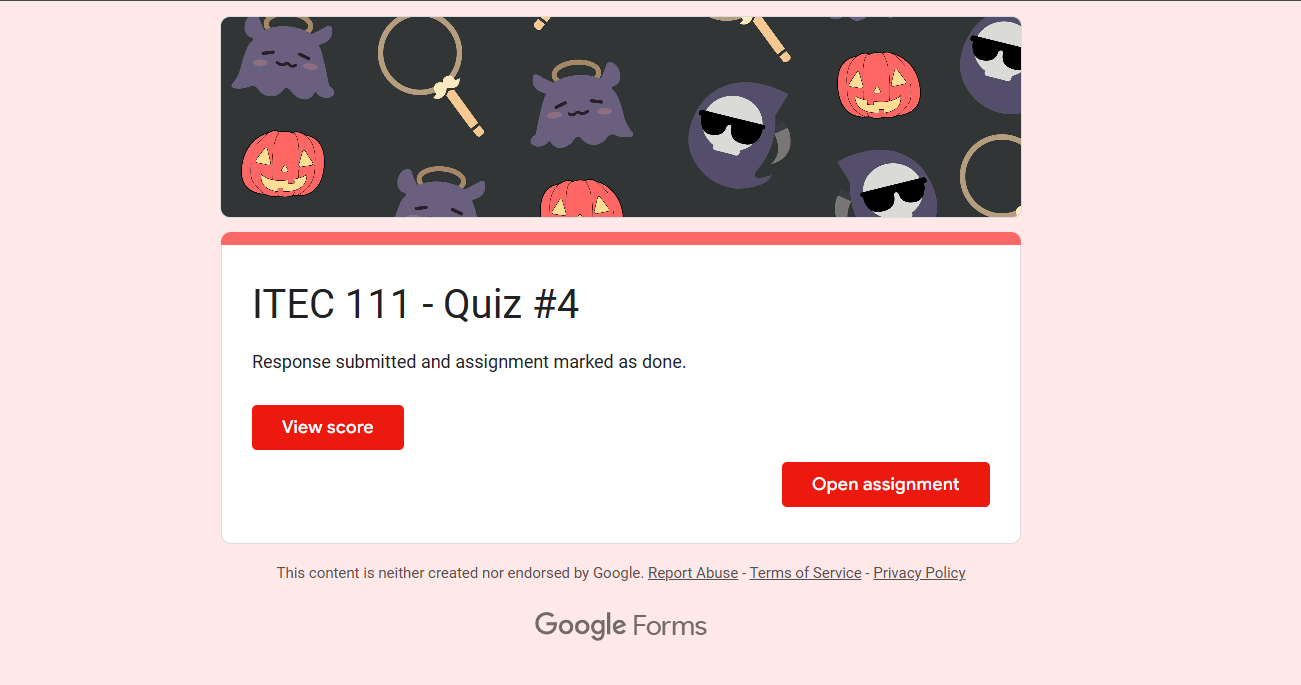 ITEC 111 - Quiz #4
Response submitted and assignment marked as done.
View score
Open assignment
This content is neither created nor endorsed by Google. Report Abuse - Terms of Service - Privacy Policy
Google Forms